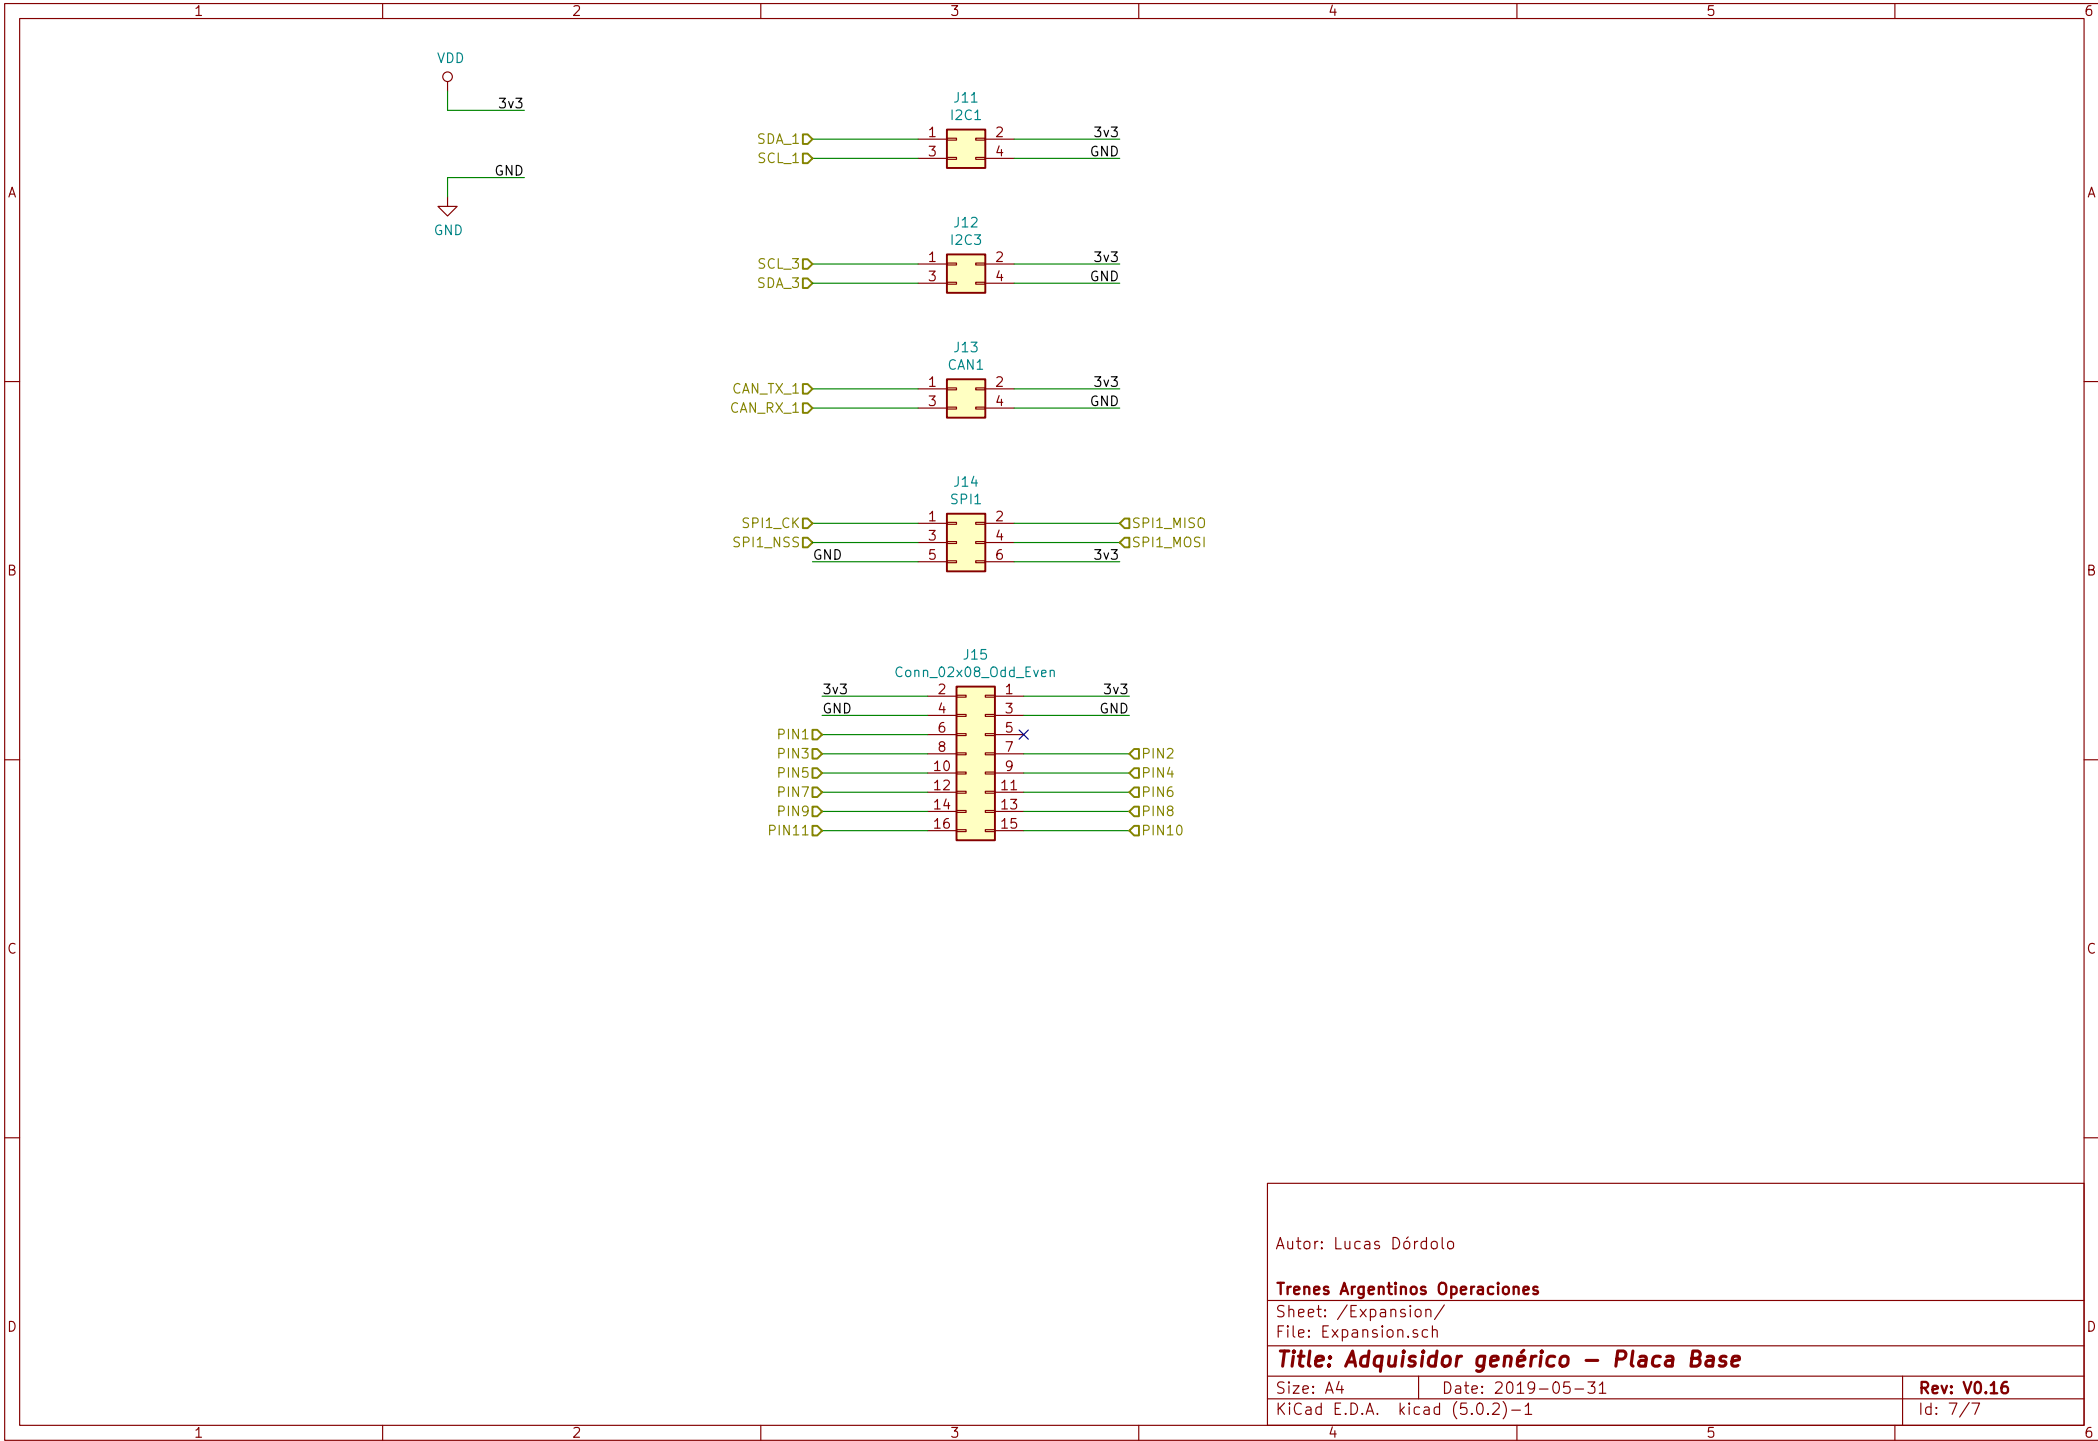 1 2 3 4 5 6
VDD
3v3
GND
GND
A A
J11
I2C1
SDA_1 1 2 3v3
SCL_1 3 4 GND
J12
I2C3
SCL_3 1 2 3v3
SDA_3 3 4 GND
J13
CAN1
CAN_TX_1 1 2 3v3
CAN_RX_1 3 4 GND
J14
SPI1
SPI1_CK 1 2 SPI1_MISO
SPI1_NSS 3 4 SPI1_MOSI
GND 5 6 3v3
B B
J15
Conn_02x08_Odd_Even
3v3 2 1 3v3
GND 4 3 GND
PIN1 6 5
PIN3 8 7 PIN2
PIN5 10 9 PIN4
PIN7 12 11 PIN6
PIN9 14 13 PIN8
PIN11 16 15 PIN10
C C
Autor: Lucas Dórdolo
Trenes Argentinos Operaciones
Sheet: /Expansion/
File: Expansion.sch
D D
Title: Adquisidor genérico – Placa Base
Size: A4 Date: 2019-05-31 Rev: V0.16
KiCad E.D.A. kicad (5.0.2)-1 Id: 7/7
1 2 3 4 5 6